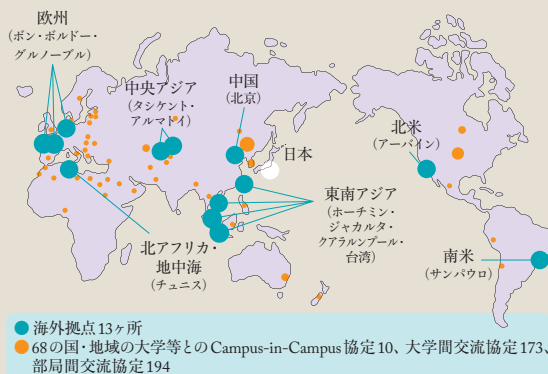 欧州
(ボン・ボルドー・
グルノーブル)
中央アジア
(タシケント・
アルマトイ)
中国
(北京)
日本
北米
(アーバイン)
東南アジア
(ホーチミン・
ジャカルタ・
クアラルンプール・
台湾)
北アフリカ・
地中海
(チュニス)
南米
(サンパウロ)
海外拠点13ヶ所
68の国・地域の大学等とのCampus-in-Campus協定10、大学間交流協定173、
部局間交流協定194